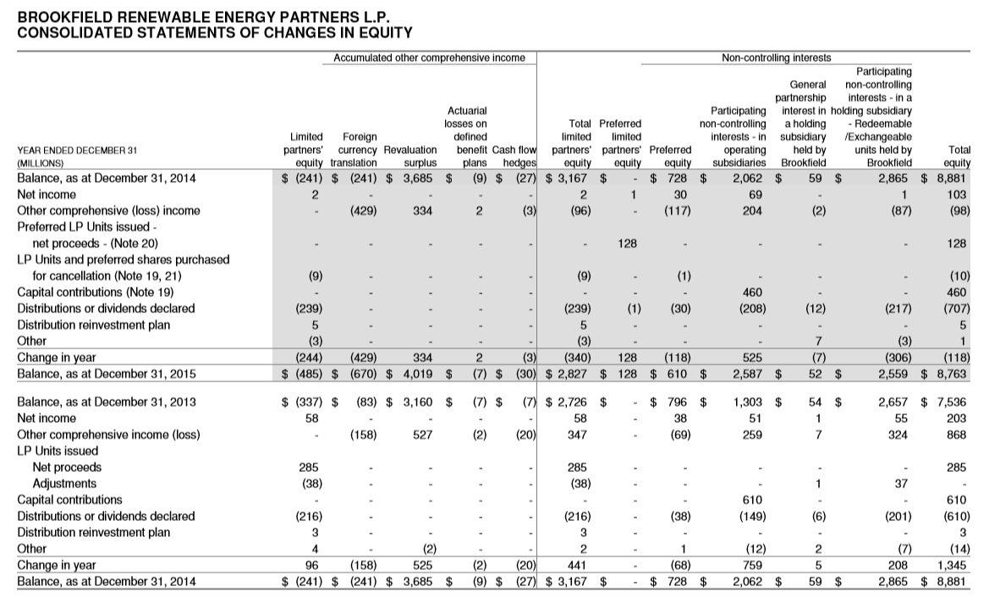 BROOKFIELD RENEWABLE ENERGY PARTNERS L.P.
CONSOLIDATED STATEMENTS OF CHANGES IN EQUITY
Accumulated other comprehensive income Non-controlling interests
Participating
General non-controlling
partnership interests - in a
Actuarial Participating interest in holding subsidiary
losses on Total Preferred non-controlling a holding - Redeemable
Limited Foreign defined limited limited interests - in subsidiary /Exchangeable
YEAR ENDED DECEMBER 31 partners' currency Revaluation benefit Cash flow partners' partners' Preferred operating held by units held by Total
(MILLIONS) equity translation surplus plans hedges equity equity equity subsidiaries Brookfield Brookfield equity
Balance, as at December 31, 2014 $ (241) $ (241) $ 3,685 $ (9) $ (27) $ 3,167 $ - $ 728 $ 2,062 $ 59 $ 2,865 $ 8,881
Net income 2 - - - - 2 1 30 69 - 1 103
Other comprehensive (loss) income - (429) 334 2 (3) (96) - (117) 204 (2) (87) (98)
Preferred LP Units issued -
net proceeds - (Note 20) - - - - - - 128 - - - - 128
LP Units and preferred shares purchased
for cancellation (Note 19, 21) (9) - - - - (9) - (1) - - - (10)
Capital contributions (Note 19) - - - - - - - - 460 - - 460
Distributions or dividends declared (239) - - - - (239) (1) (30) (208) (12) (217) (707)
Distribution reinvestment plan 5 - - - - 5 - - - - - 5
Other (3) - - - - (3) - - - 7 (3) 1
Change in year (244) (429) 334 2 (3) (340) 128 (118) 525 (7) (306) (118)
Balance, as at December 31, 2015 $ (485) $ (670) $ 4,019 $ (7) $ (30) $ 2,827 $ 128 $ 610 $ 2,587 $ 52 $ 2,559 $ 8,763
Balance, as at December 31, 2013 $ (337) $ (83) $ 3,160 $ (7) $ (7) $ 2,726 $ - $ 796 $ 1,303 $ 54 $ 2,657 $ 7,536
Net income 58 - - - - 58 - 38 51 1 55 203
Other comprehensive income (loss) - (158) 527 (2) (20) 347 - (69) 259 7 324 868
LP Units issued
Net proceeds 285 - - - - 285 - - - - - 285
Adjustments (38) - - - - (38) - - - 1 37 -
Capital contributions - - - - - - - - 610 - - 610
Distributions or dividends declared (216) - - - - (216) - (38) (149) (6) (201) (610)
Distribution reinvestment plan 3 - - - - 3 - - - - - 3
Other 4 - (2) - - 2 - 1 (12) 2 (7) (14)
Change in year 96 (158) 525 (2) (20) 441 - (68) 759 5 208 1,345
Balance, as at December 31, 2014 $ (241) $ (241) $ 3,685 $ (9) $ (27) $ 3,167 $ - $ 728 $ 2,062 $ 59 $ 2,865 $ 8,881